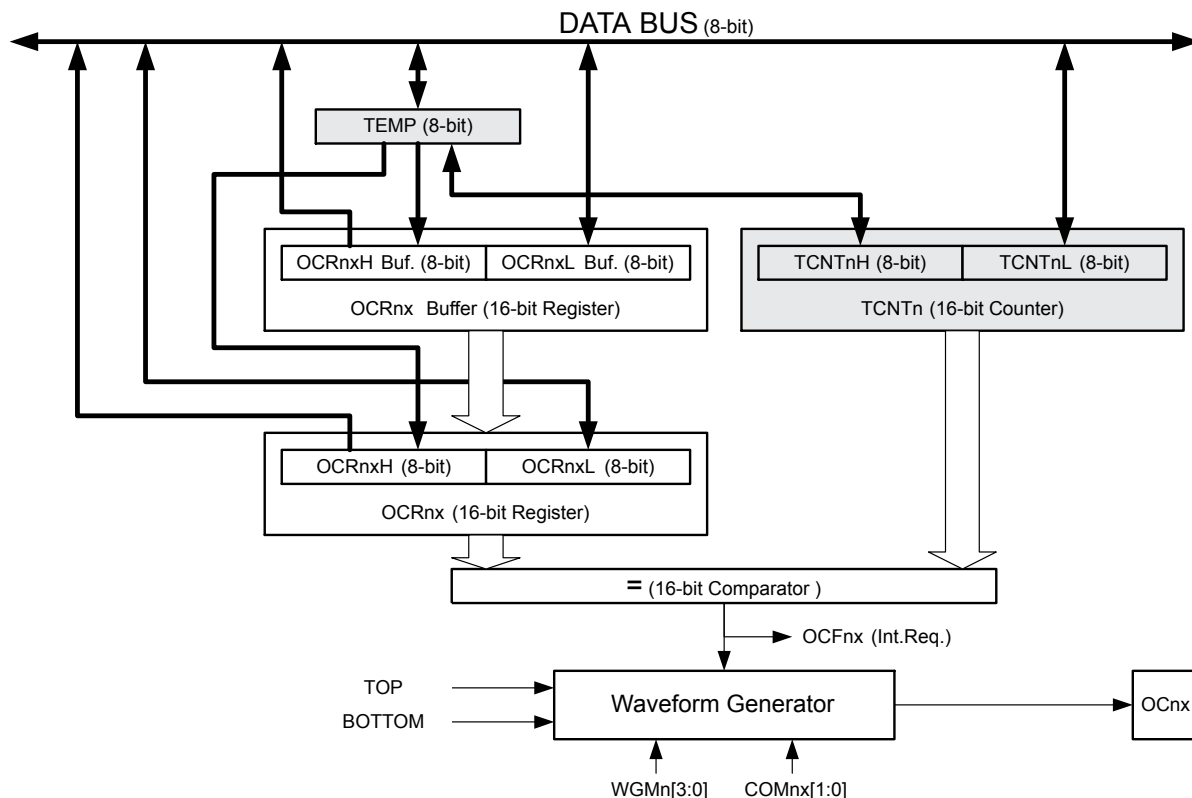 DATA BUS (8-bit)
TEMP (8-bit)
OCRnxH Buf. (8-bit)
OCRnxL Buf. (8-bit)
OCRnx Buffer (16-bit Register)
TCNTnH (8-bit)
TCNTnL (8-bit)
TCNTn (16-bit Counter)
OCRnxH (8-bit)
OCRnxL (8-bit)
OCRnx (16-bit Register)
= (16-bit Comparator )
OCFnx (Int.Req.)
TOP
BOTTOM
Waveform Generator
OCnx
WGMn[3:0]
COMnx[1:0]